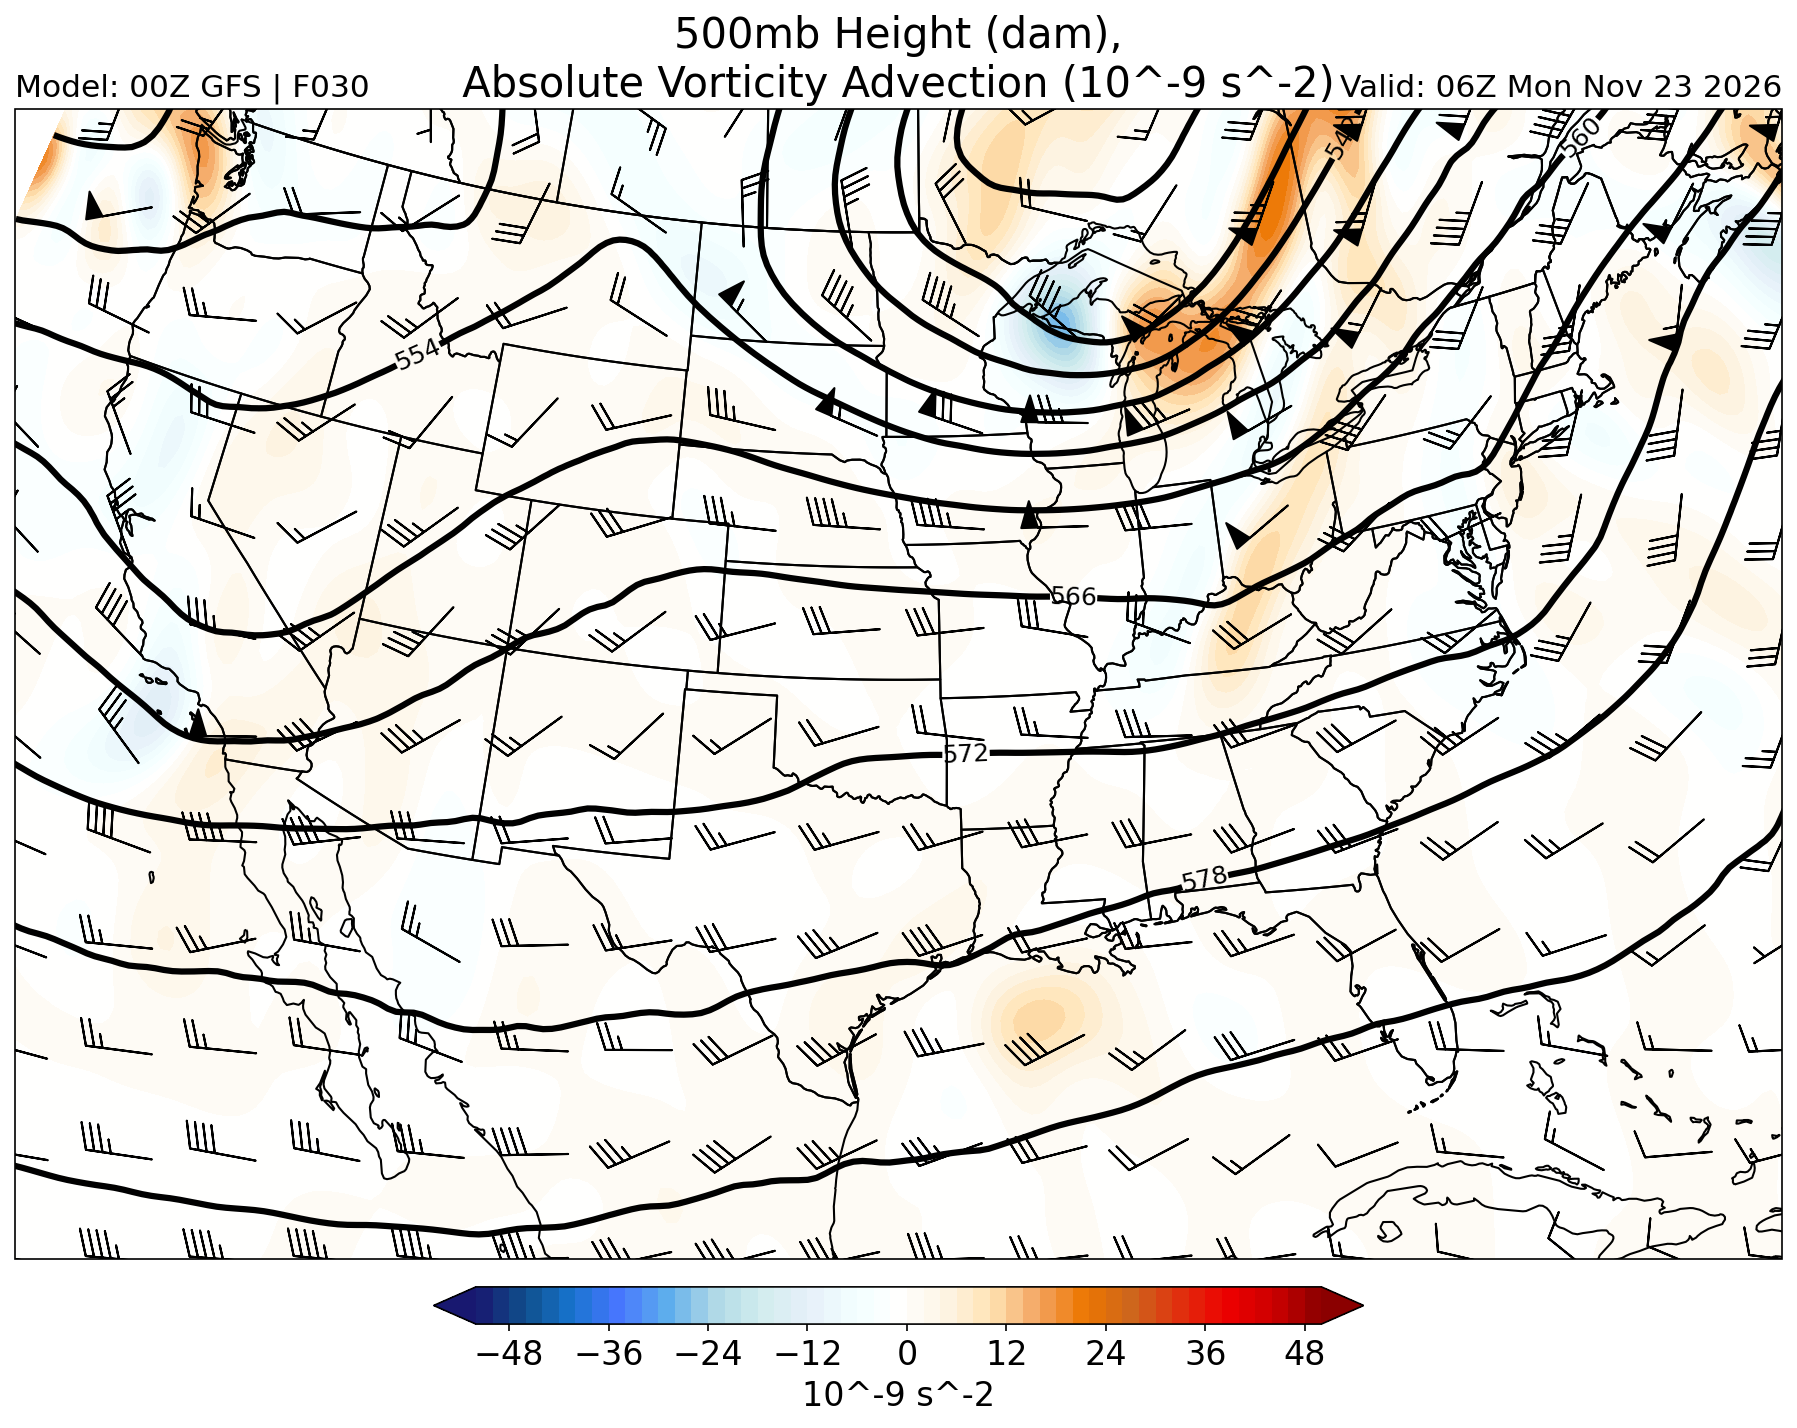 500mb Height (dam),
Absolute Vorticity Advection (10^-9 s^-2)
Model: 00Z GFS | F030
Valid: 06Z Mon Nov 23 2026
560
554
566
572
578
−48 −36 −24 −12 0 12 24 36 48
10^-9 s^-2